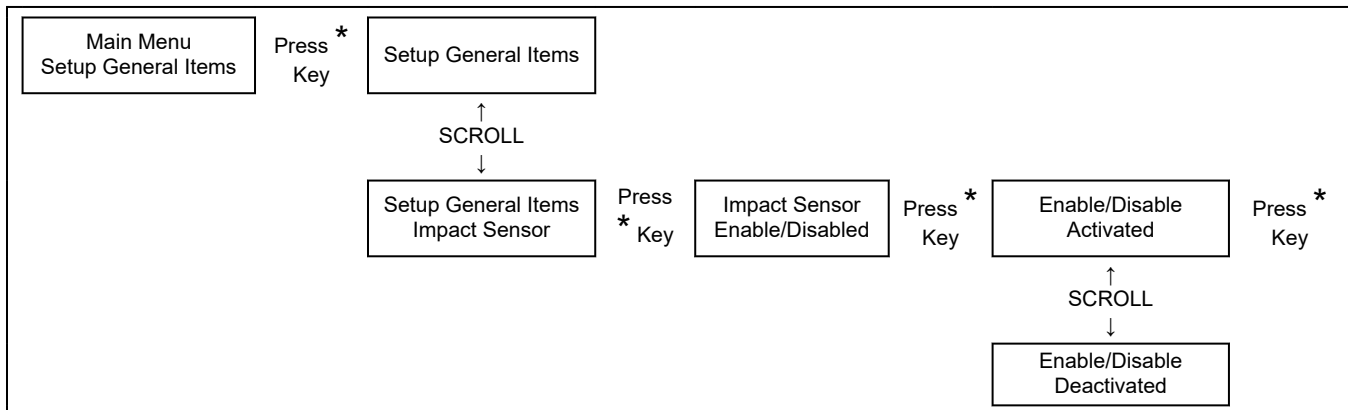 Main Menu
Setup General Items
Press *
Key
Setup General Items
↑
SCROLL
↓
Setup General Items
Impact Sensor
Press
* Key
Impact Sensor
Enable/Disabled
Press *
Key
Enable/Disable
Activated
Press *
Key
↑
SCROLL
↓
Enable/Disable
Deactivated